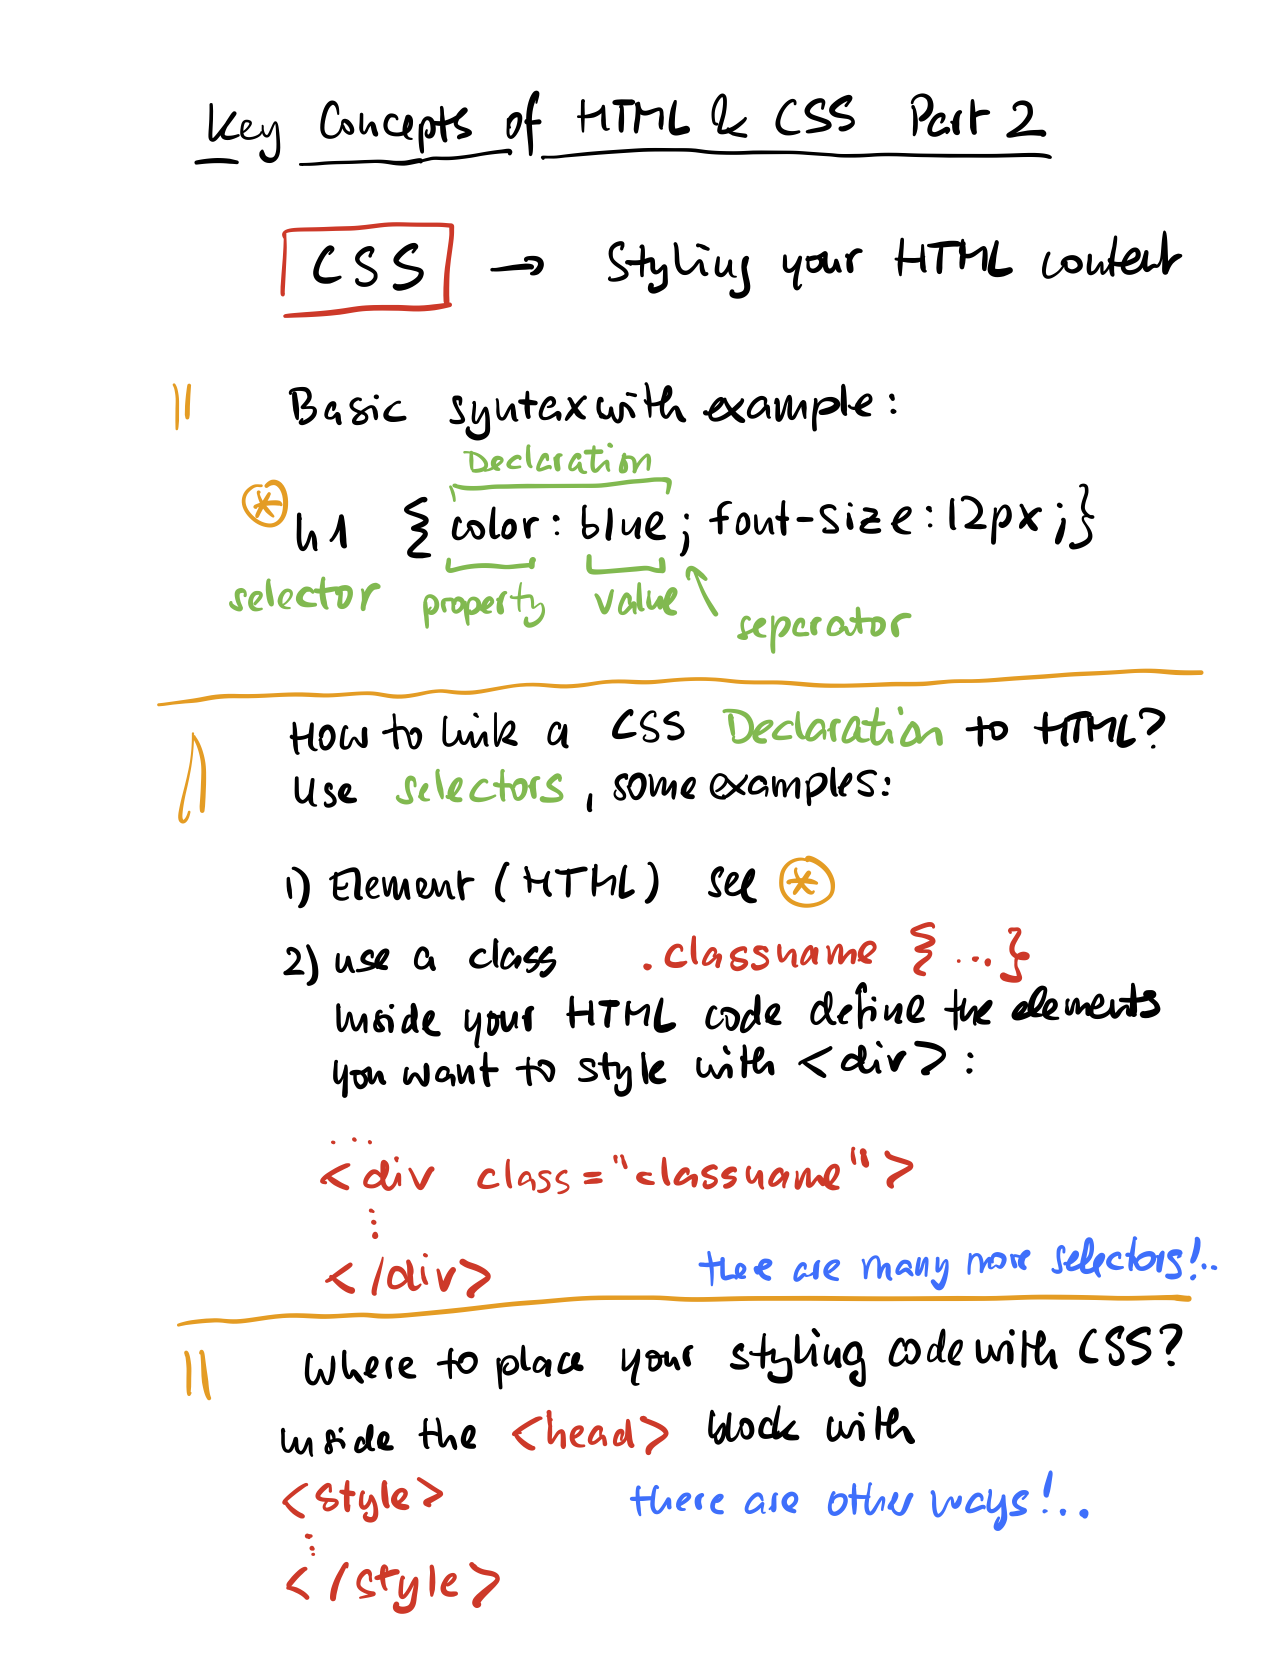 Key Concepts of HTML & CSS Part 2
CSS → Styling your HTML content
Basic syntax with example:
Declaration
* h1 { color: blue; font-size: 12px;}
selector property value separator
How to link a CSS Declaration to HTML?
Use selectors, some examples:
1) Element (HTML) see *
2) use a class .classname { ... }
Inside your HTML code define the elements
you want to style with <div>:
...
<div class="classname">
⋮
</div> there are many more selectors!..
Where to place your styling code with CSS?
Inside the <head> block with
<style> there are other ways!..
⋮
</style>